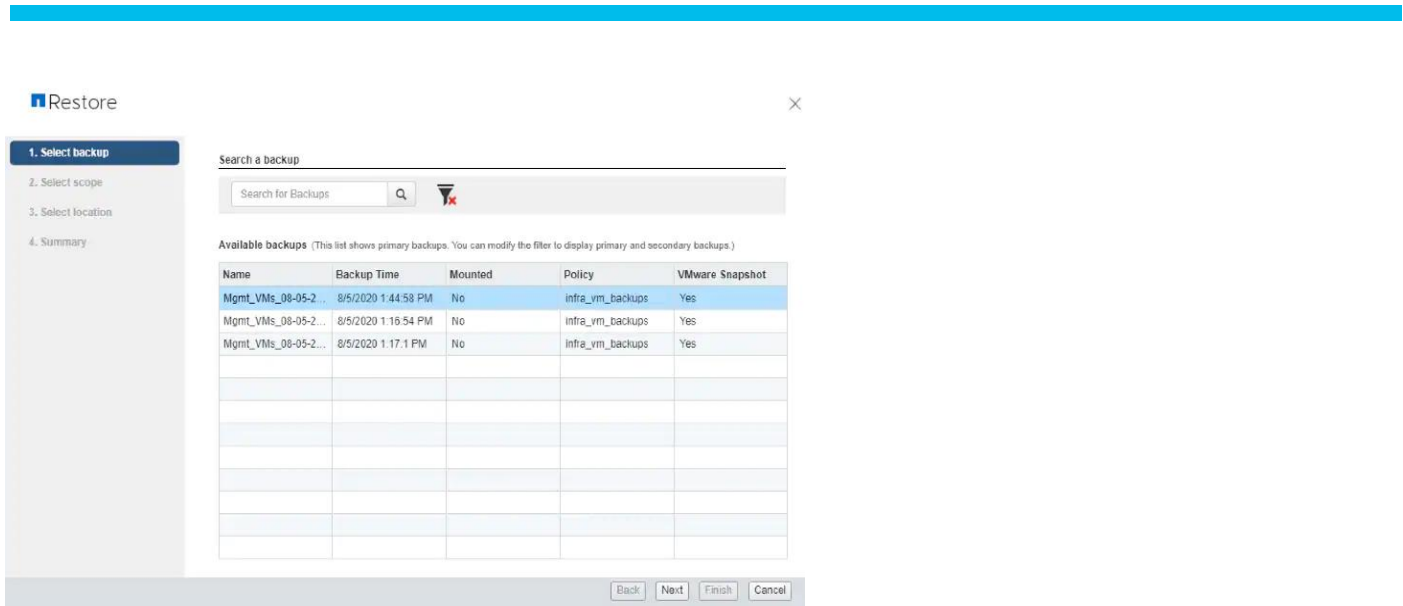 Restore
1. Select backup
2. Select scope
3. Select location
4. Summary
Search a backup
Search for Backups
Available backups (This list shows primary backups. You can modify the filter to display primary and secondary backups.)
Name Backup Time Mounted Policy VMware Snapshot
Mgmt_VMs_08-05-2... 8/5/2020 1:44:58 PM No infra_vm_backups Yes
Mgmt_VMs_08-05-2... 8/5/2020 1:16:54 PM No infra_vm_backups Yes
Mgmt_VMs_08-05-2... 8/5/2020 1:17:1 PM No infra_vm_backups Yes
Back Next Finish Cancel